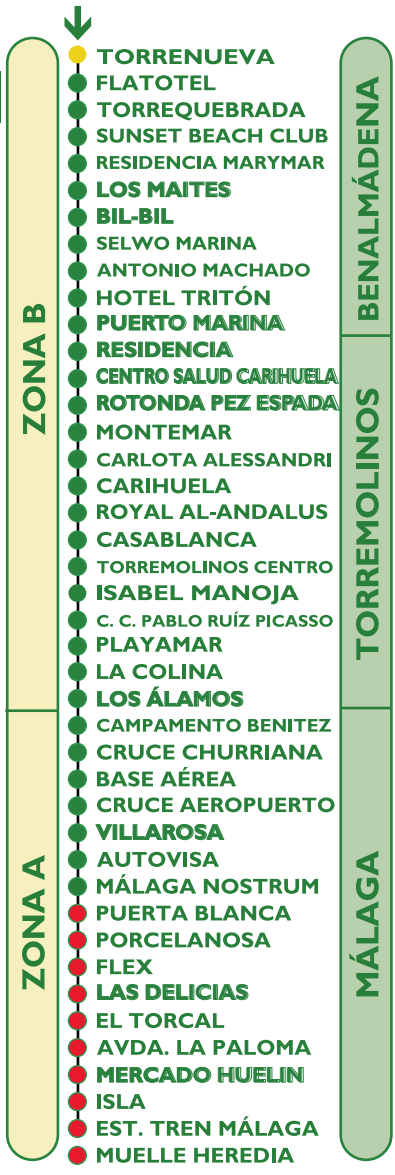 TORRENUEVA
FLATOTEL
TORREQUEBRADA
SUNSET BEACH CLUB
RESIDENCIA MARYMAR
LOS MAITES
BIL-BIL
SELWO MARINA
ANTONIO MACHADO
HOTEL TRITÓN
PUERTO MARINA
RESIDENCIA
CENTRO SALUD CARIHUELA
ROTONDA PEZ ESPADA
MONTEMAR
CARLOTA ALESSANDRI
CARIHUELA
ROYAL AL-ANDALUS
CASABLANCA
TORREMOLINOS CENTRO
ISABEL MANOJA
C. C. PABLO RUÍZ PICASSO
PLAYAMAR
LA COLINA
LOS ÁLAMOS
CAMPAMENTO BENITEZ
CRUCE CHURRIANA
BASE AÉREA
CRUCE AEROPUERTO
VILLAROSA
AUTOVISA
MÁLAGA NOSTRUM
PUERTA BLANCA
PORCELANOSA
FLEX
LAS DELICIAS
EL TORCAL
AVDA. LA PALOMA
MERCADO HUELIN
ISLA
EST. TREN MÁLAGA
MUELLE HEREDIA
ZONA B
ZONA A
BENALMÁDENA
TORREMOLINOS
MÁLAGA